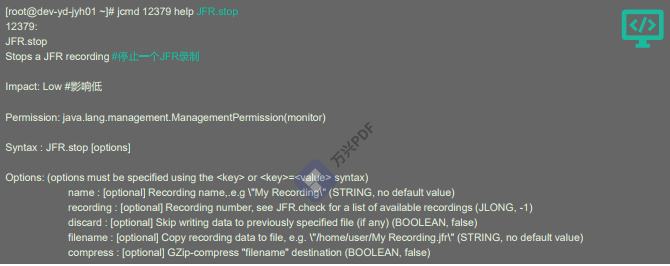 [root@dev-yd-jyh01 ~]# jcmd 12379 help JFR.stop
12379:
JFR.stop
Stops a JFR recording #停止一个JFR录制
Impact: Low #影响低
Permission: java.lang.management.ManagementPermission(monitor)
Syntax : JFR.stop [options]
Options: (options must be specified using the <key> or <key>=<value> syntax)
name : [optional] Recording name,.e.g \"My Recording\" (STRING, no default value)
recording : [optional] Recording number, see JFR.check for a list of available recordings (JLONG, -1)
discard : [optional] Skip writing data to previously specified file (if any) (BOOLEAN, false)
filename : [optional] Copy recording data to file, e.g. \"/home/user/My Recording.jfr\" (STRING, no default value)
compress : [optional] GZip-compress "filename" destination (BOOLEAN, false)
万兴PDF